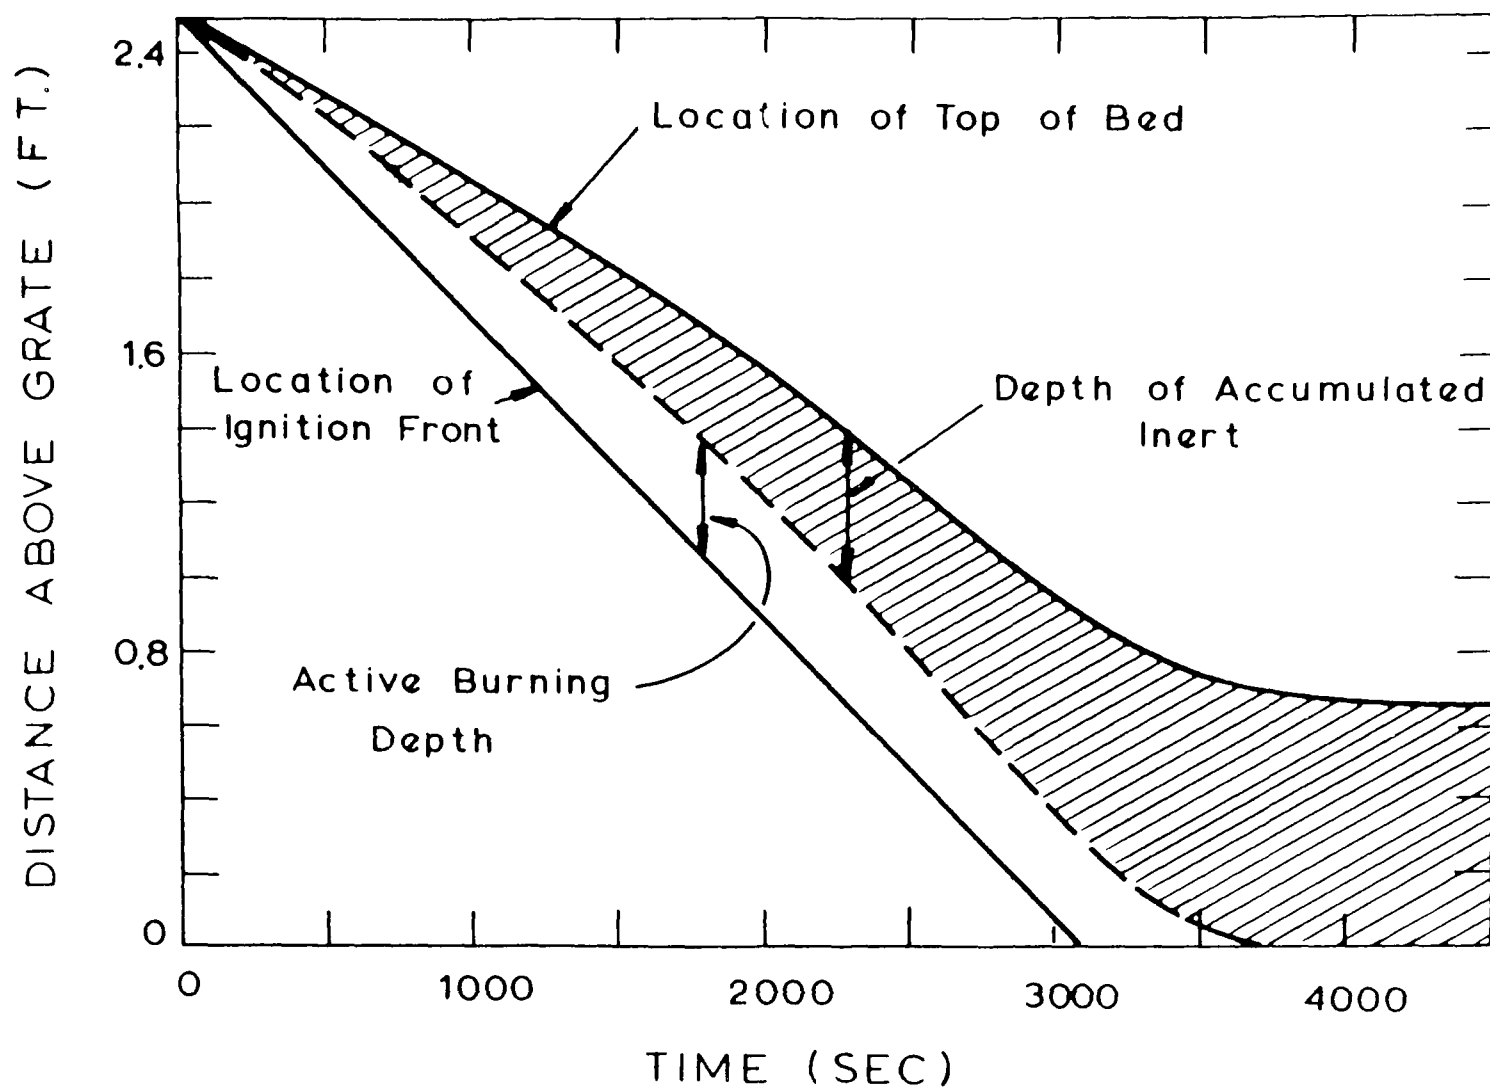 2.4
1.6
0.8
0
DISTANCE ABOVE GRATE (FT.)
Location of Top of Bed
Location of
Ignition Front
Depth of Accumulated
Inert
Active Burning
Depth
0 1000 2000 3000 4000
TIME (SEC)